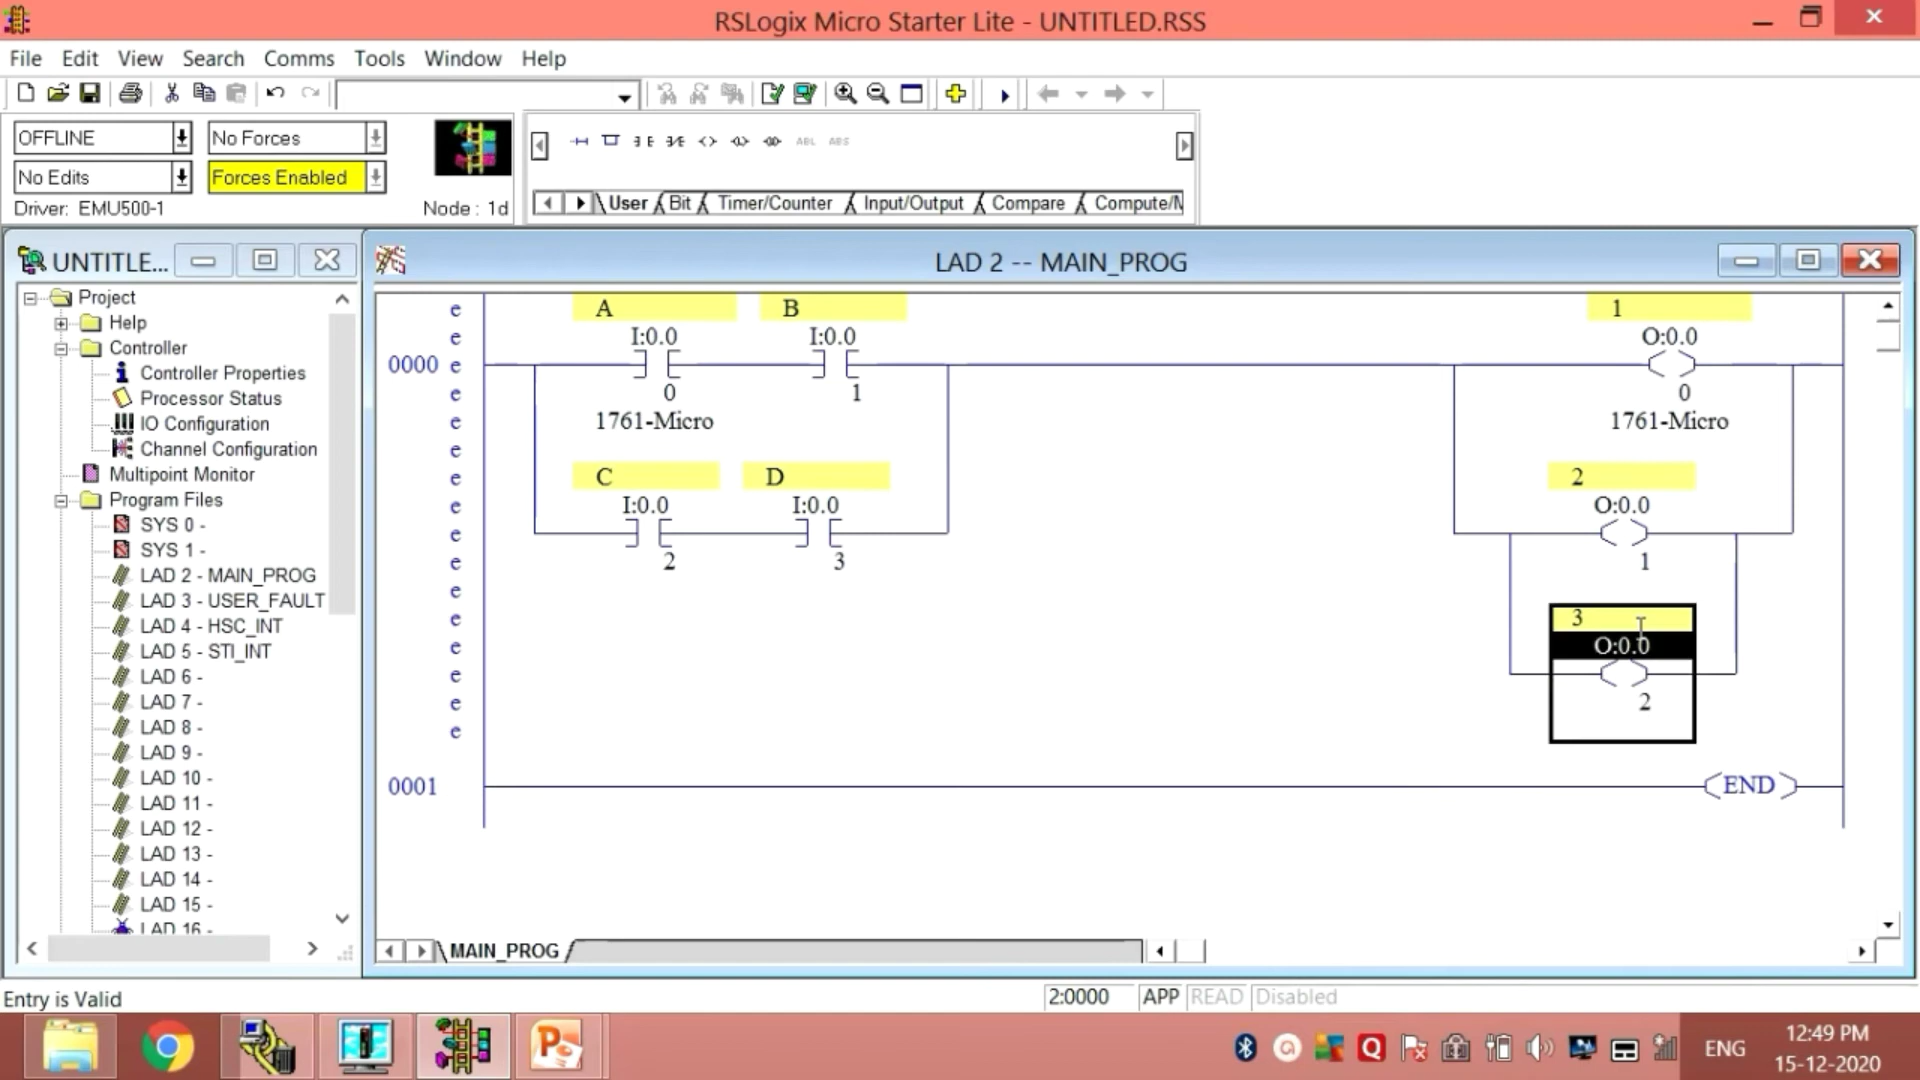 RSLogix Micro Starter Lite - UNTITLED.RSS
File Edit View Search Comms Tools Window Help
OFFLINE No Forces
No Edits Forces Enabled
Driver: EMU500-1 Node : 1d
ABL ABS
User Bit Timer/Counter Input/Output Compare Compute/M
UNTITLE...
Project
Help
Controller
Controller Properties
Processor Status
IO Configuration
Channel Configuration
Multipoint Monitor
Program Files
SYS 0 -
SYS 1 -
LAD 2 - MAIN_PROG
LAD 3 - USER_FAULT
LAD 4 - HSC_INT
LAD 5 - STI_INT
LAD 6 -
LAD 7 -
LAD 8 -
LAD 9 -
LAD 10 -
LAD 11 -
LAD 12 -
LAD 13 -
LAD 14 -
LAD 15 -
LAD 16 -
LAD 2 -- MAIN_PROG
e A B 1
e I:0.0 I:0.0 O:0.0
0000 e
e 0 1 0
e 1761-Micro 1761-Micro
e
e C D 2
e I:0.0 I:0.0 O:0.0
e
e 2 3 1
e
e 3
e O:0.0
e
e 2
e
0001 END
MAIN_PROG
Entry is Valid 2:0000 APP READ Disabled
ENG 12:49 PM
15-12-2020